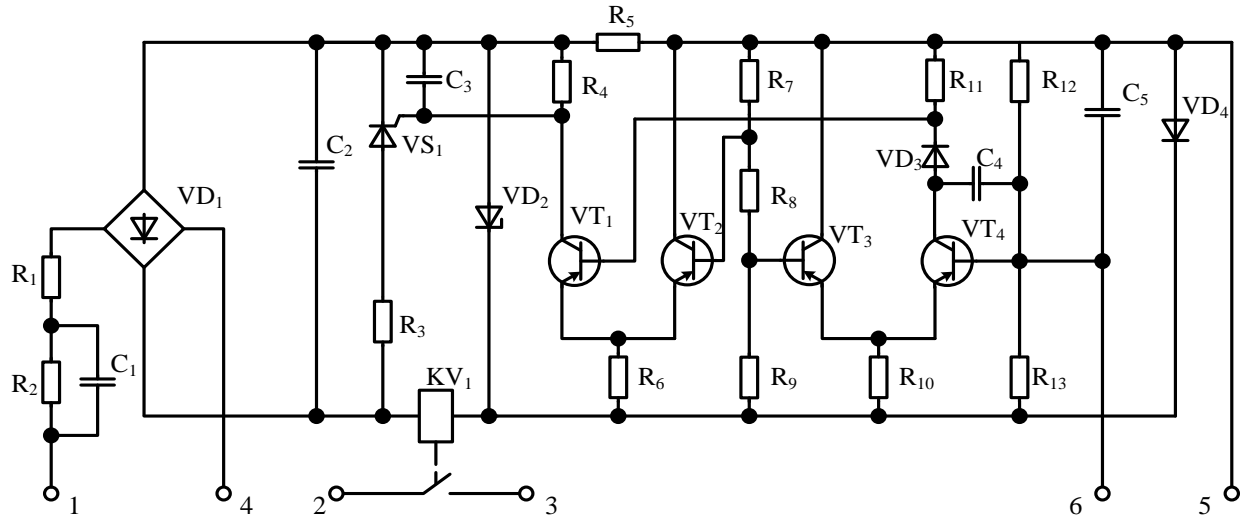 R₅
R₄
C₃
R₇
R₁₁
R₁₂
C₅
VD₄
VS₁
C₂
VD₃
C₄
VD₁
VD₂
R₈
VT₁
VT₂
VT₃
VT₄
R₁
R₃
R₂
C₁
KV₁
R₆
R₉
R₁₀
R₁₃
1
4
2
3
6
5